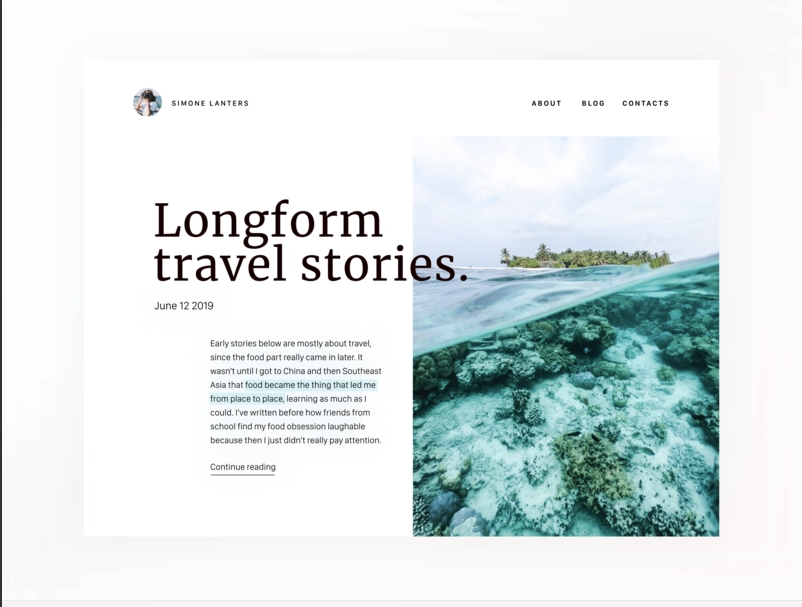 SIMONE LANTERS
ABOUT BLOG CONTACTS
Longform
travel stories.
June 12 2019
Early stories below are mostly about travel,
since the food part really came in later. It
wasn't until I got to China and then Southeast
Asia that food became the thing that led me
from place to place, learning as much as I
could. I've written before how friends from
school find my food obsession laughable
because then I just didn't really pay attention.
Continue reading